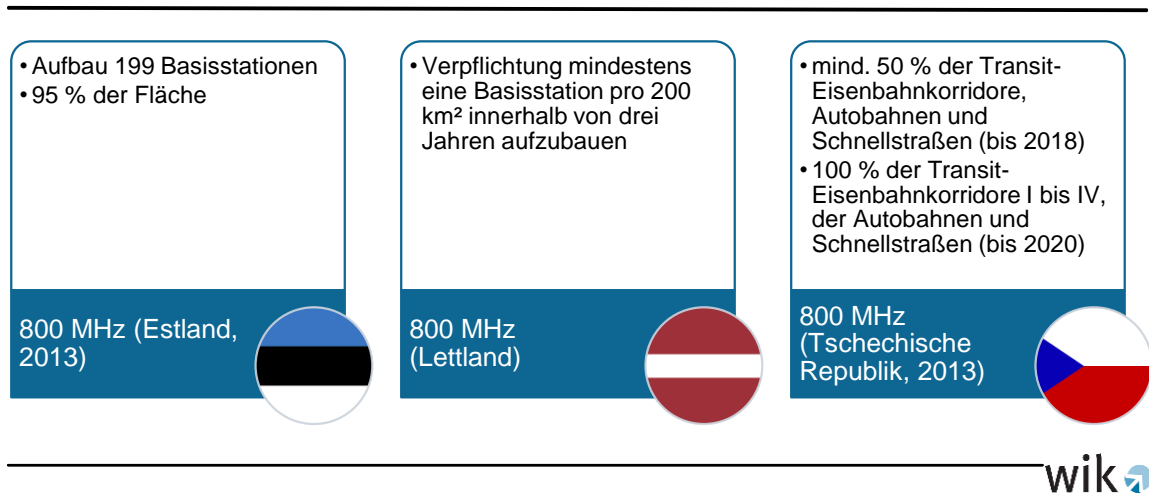 • Aufbau 199 Basisstationen
• 95 % der Fläche
800 MHz (Estland,
2013)
• Verpflichtung mindestens
eine Basisstation pro 200
km² innerhalb von drei
Jahren aufzubauen
800 MHz
(Lettland)
• mind. 50 % der Transit-
Eisenbahnkorridore,
Autobahnen und
Schnellstraßen (bis 2018)
• 100 % der Transit-
Eisenbahnkorridore I bis IV,
der Autobahnen und
Schnellstraßen (bis 2020)
800 MHz
(Tschechische
Republik, 2013)
wik